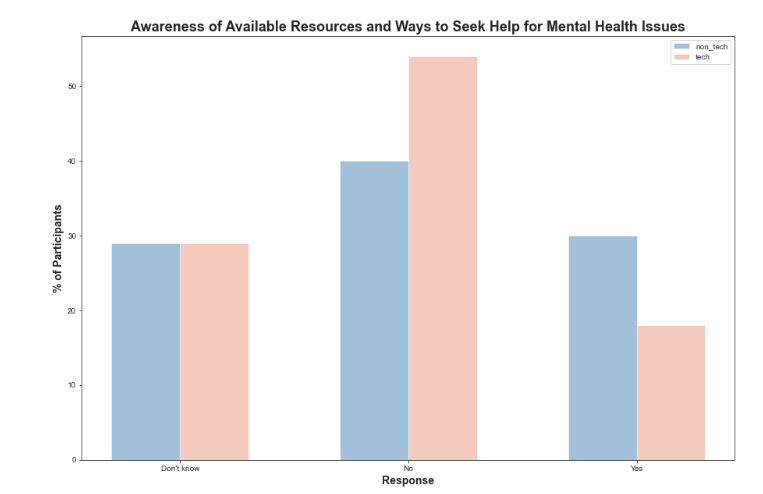 Awareness of Available Resources and Ways to Seek Help for Mental Health Issues
non_tech
tech
50
40
30
20
10
0
% of Participants
Don't know
No
Yes
Response